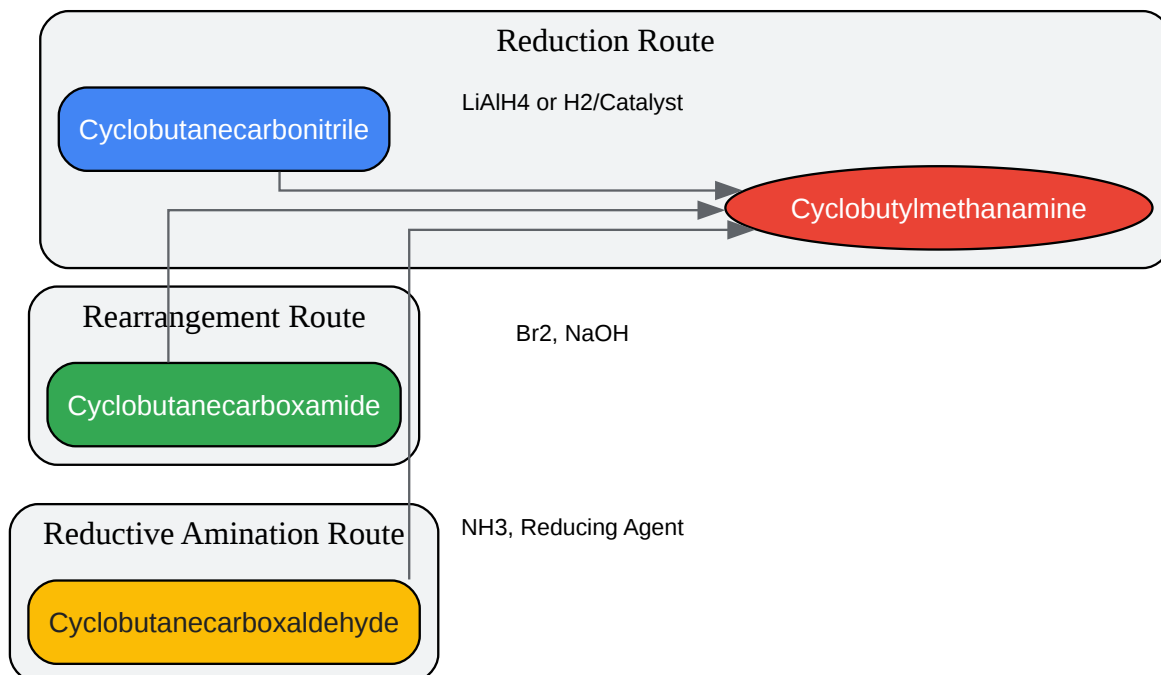 Reduction Route
LiAlH4 or H2/Catalyst
Cyclobutanecarbonitrile
Cyclobutylmethanamine
Rearrangement Route
Br2, NaOH
Cyclobutanecarboxamide
Reductive Amination Route
NH3, Reducing Agent
Cyclobutanecarboxaldehyde